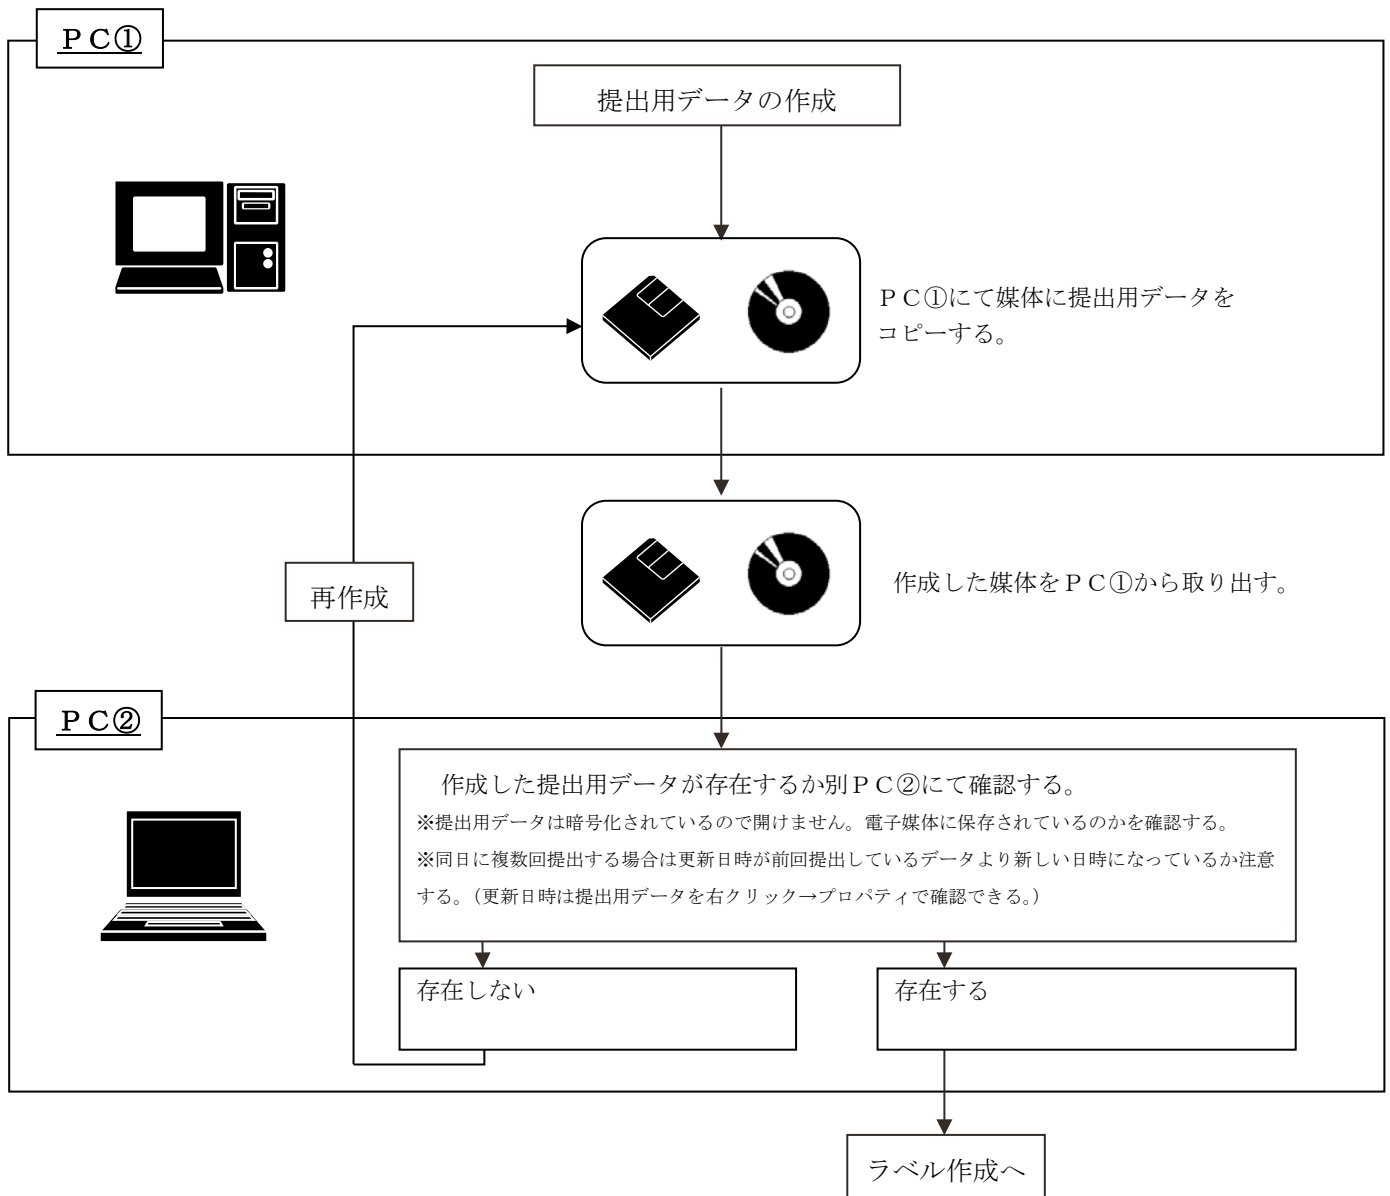 ＰＣ①
提出用データの作成
ＰＣ①にて媒体に提出用データを
コピーする。
再作成
作成した媒体をＰＣ①から取り出す。
ＰＣ②
作成した提出用データが存在するか別ＰＣ②にて確認する。
※提出用データは暗号化されているので開けません。電子媒体に保存されているのかを確認する。
※同日に複数回提出する場合は更新日時が前回提出しているデータより新しい日時になっているか注意
する。（更新日時は提出用データを右クリック→プロパティで確認できる。）
存在しない
存在する
ラベル作成へ